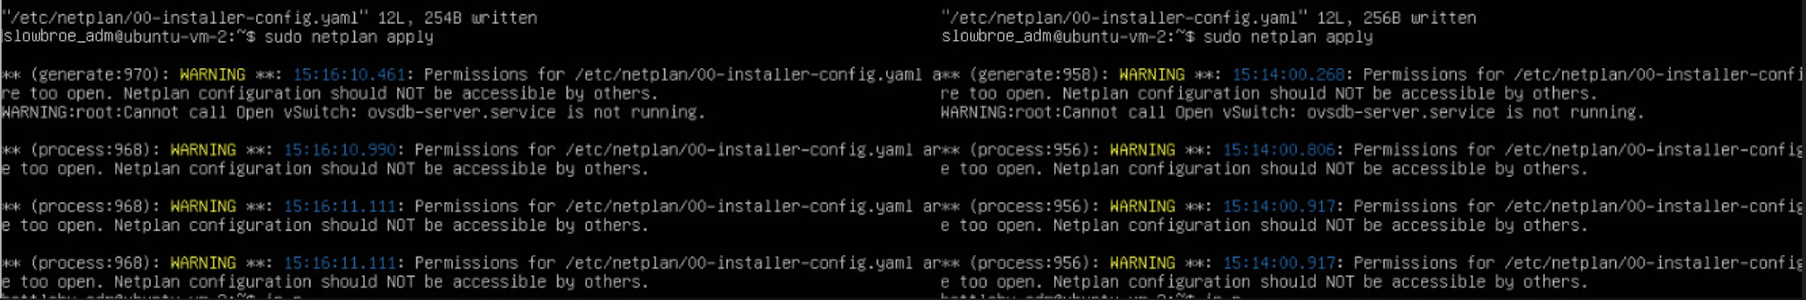 "/etc/netplan/00-installer-config.yaml" 12L, 254B written
slowbroe_adm@ubuntu-vm-2:~$ sudo netplan apply
** (generate:970): WARNING **: 15:16:10.461: Permissions for /etc/netplan/00-installer-config.yaml a
re too open. Netplan configuration should NOT be accessible by others.
WARNING:root:Cannot call Open vSwitch: ovsdb-server.service is not running.
** (process:968): WARNING **: 15:16:10.990: Permissions for /etc/netplan/00-installer-config.yaml ar
e too open. Netplan configuration should NOT be accessible by others.
** (process:968): WARNING **: 15:16:11.111: Permissions for /etc/netplan/00-installer-config.yaml ar
e too open. Netplan configuration should NOT be accessible by others.
** (process:968): WARNING **: 15:16:11.111: Permissions for /etc/netplan/00-installer-config.yaml ar
e too open. Netplan configuration should NOT be accessible by others.
"/etc/netplan/00-installer-config.yaml" 12L, 256B written
slowbroe_adm@ubuntu-vm-2:~$ sudo netplan apply
** (generate:958): WARNING **: 15:14:00.268: Permissions for /etc/netplan/00-installer-confi
re too open. Netplan configuration should NOT be accessible by others.
WARNING:root:Cannot call Open vSwitch: ovsdb-server.service is not running.
** (process:956): WARNING **: 15:14:00.806: Permissions for /etc/netplan/00-installer-config
e too open. Netplan configuration should NOT be accessible by others.
** (process:956): WARNING **: 15:14:00.917: Permissions for /etc/netplan/00-installer-config
e too open. Netplan configuration should NOT be accessible by others.
** (process:956): WARNING **: 15:14:00.917: Permissions for /etc/netplan/00-installer-config
e too open. Netplan configuration should NOT be accessible by others.